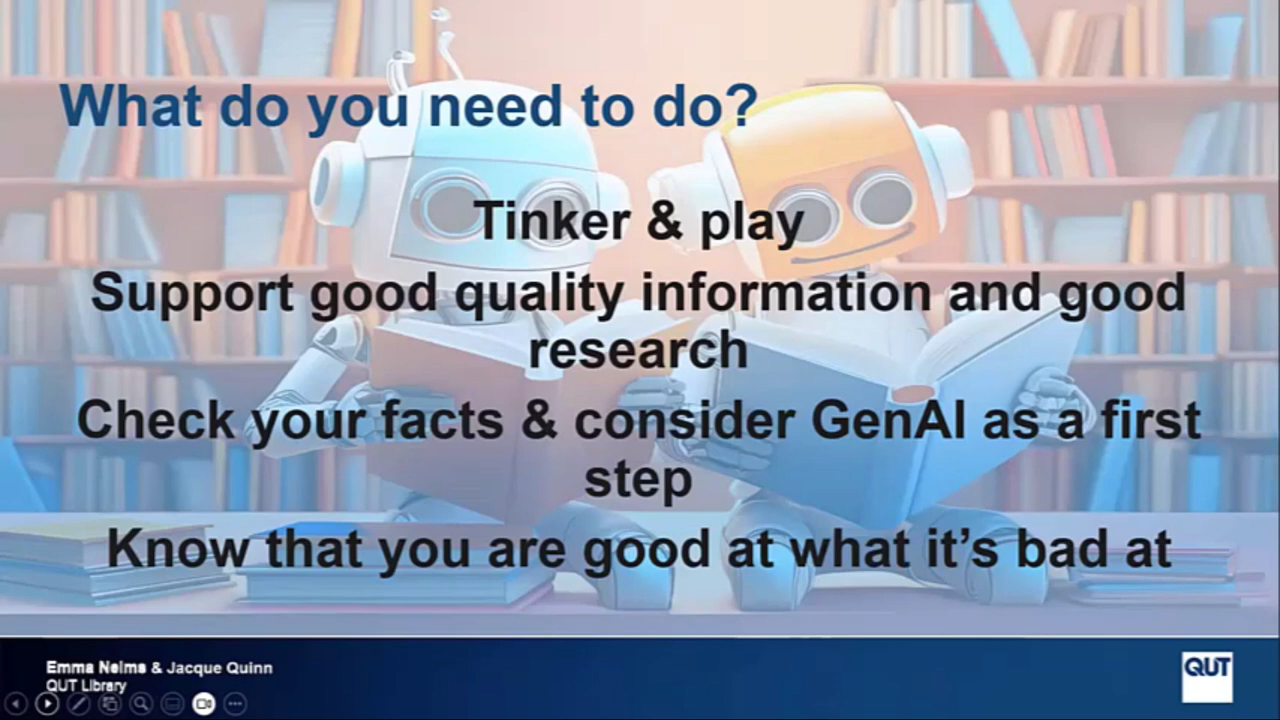 What do you need to do?
Tinker & play
Support good quality information and good
research
Check your facts & consider GenAI as a first
step
Know that you are good at what it's bad at
Emma Nelms & Jacque Quinn
QUT Library
QUT